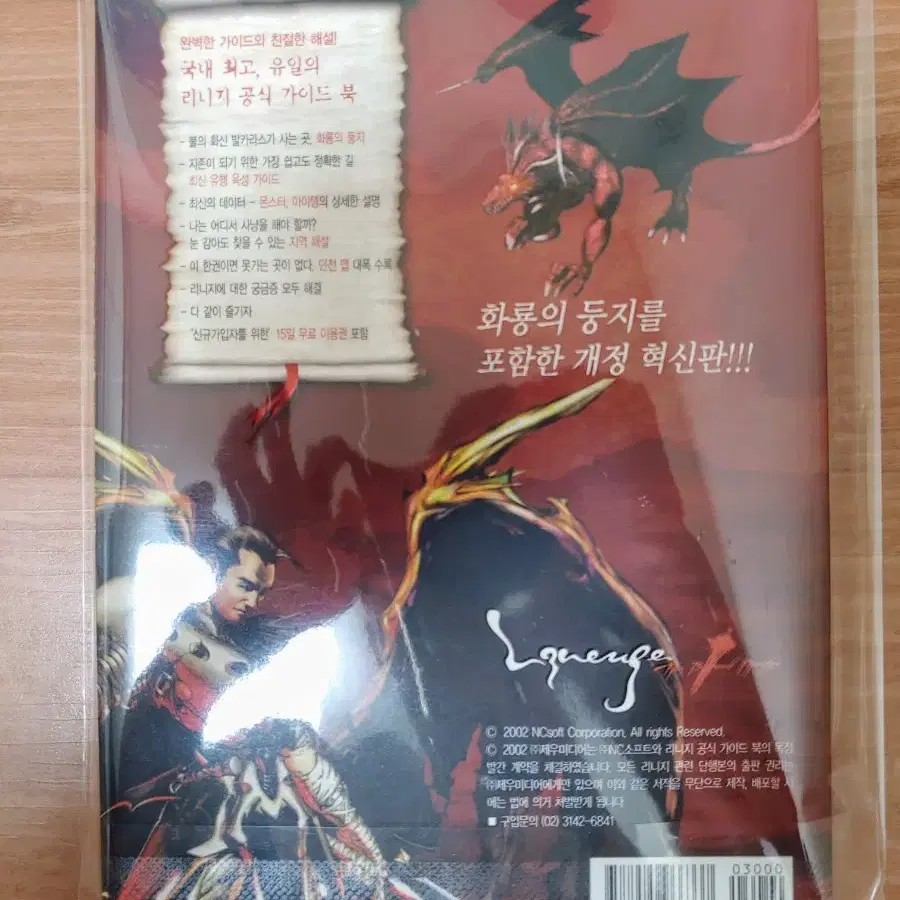 완벽한 가이드와 친절한 해설!
국내 최고, 유일의
리니지 공식 가이드 북
- 불의 화신 발카라스가 사는 곳, 화룡의 둥지
- 지존이 되기 위한 가장 쉽고도 정확한 길
최신 유행 육성 가이드
- 최신의 데이터 - 몬스터, 아이템의 상세한 설명
- 나는 어디서 사냥을 해야 할까?
눈 감아도 찾을 수 있는 지역 해설
- 이 한권이면 못가는 곳이 없다, 던전 맵 대폭 수록
- 리니지에 대한 궁금증 모두 해결
- 다 같이 즐기자
'신규가입자를 위한' 15일 무료 이용권 포함
화룡의 둥지를
포함한 개정 혁신판!!!
Lineage
© 2002 NCsoft Corporation. All rights Reserved.
© 2002 ㈜제우미디어는 ㈜NC소프트와 리니지 공식 가이드 북의 독점
발간 계약을 체결하였습니다. 모든 리니지 관련 단행본의 출판 권리는
㈜제우미디어에게만 있으며 이와 같은 서적을 무단으로 제작, 배포할 시
에는 법에 의거 처벌받게 됩니다
■ 구입문의 (02) 3142-6841
03000